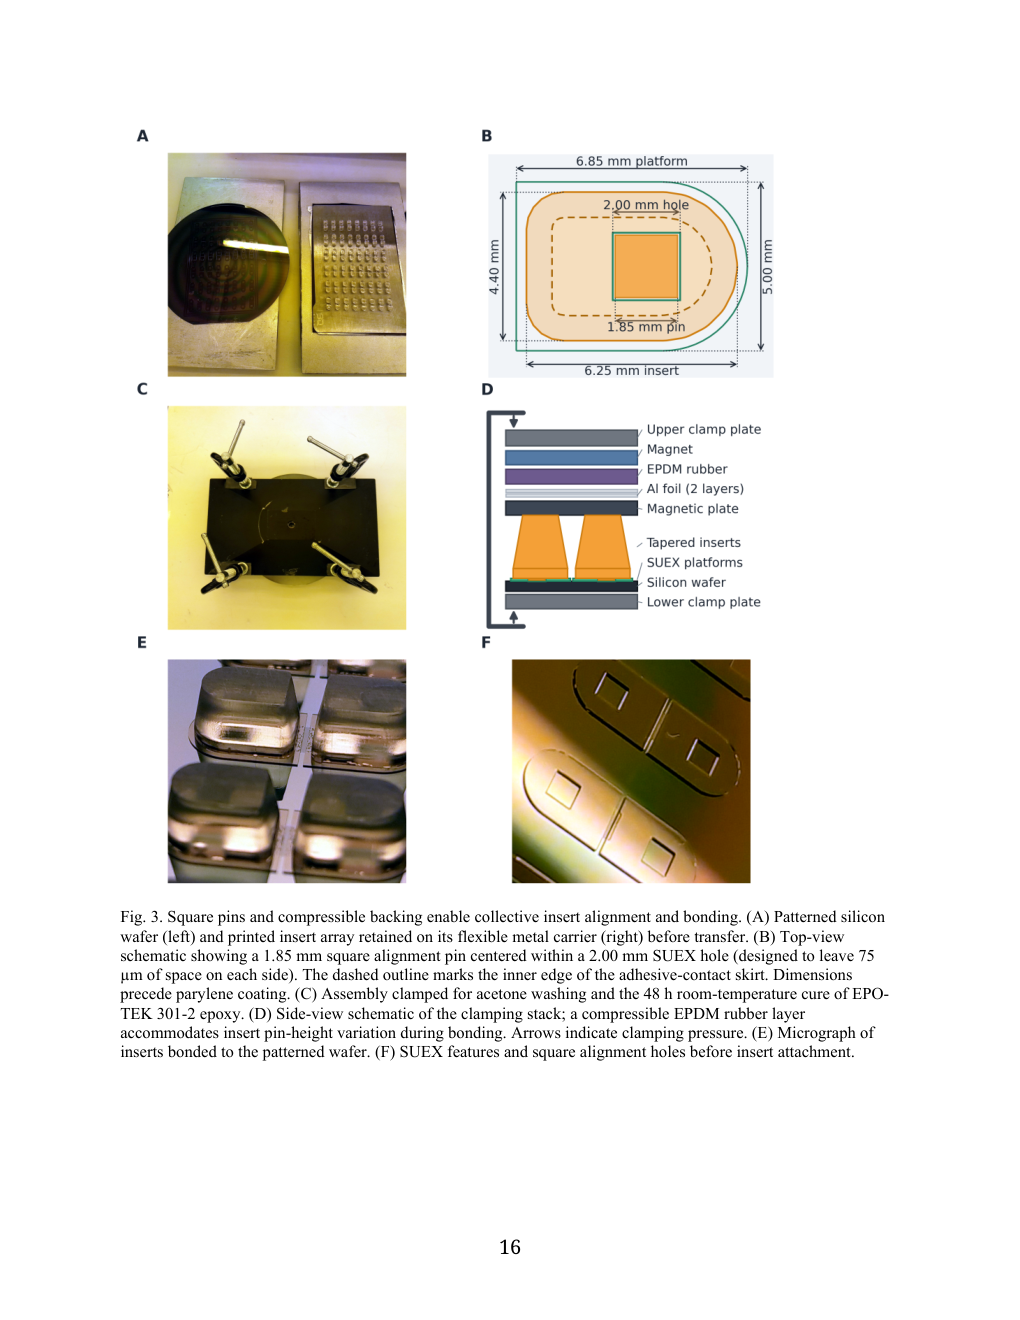 A
B
6.85 mm platform
2.00 mm hole
4.40 mm
5.00 mm
1.85 mm pin
6.25 mm insert
C
D
Upper clamp plate
Magnet
EPDM rubber
Al foil (2 layers)
Magnetic plate
Tapered inserts
SUEX platforms
Silicon wafer
Lower clamp plate
E
F
Fig. 3. Square pins and compressible backing enable collective insert alignment and bonding. (A) Patterned silicon
wafer (left) and printed insert array retained on its flexible metal carrier (right) before transfer. (B) Top-view
schematic showing a 1.85 mm square alignment pin centered within a 2.00 mm SUEX hole (designed to leave 75
µm of space on each side). The dashed outline marks the inner edge of the adhesive-contact skirt. Dimensions
precede parylene coating. (C) Assembly clamped for acetone washing and the 48 h room-temperature cure of EPO-
TEK 301-2 epoxy. (D) Side-view schematic of the clamping stack; a compressible EPDM rubber layer
accommodates insert pin-height variation during bonding. Arrows indicate clamping pressure. (E) Micrograph of
inserts bonded to the patterned wafer. (F) SUEX features and square alignment holes before insert attachment.
16